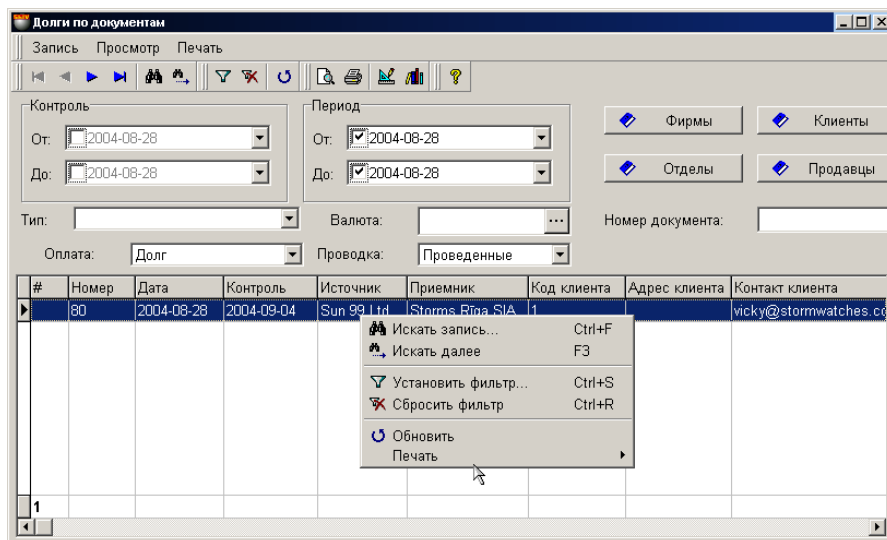 Долги по документам
Запись Просмотр Печать
Контроль
Период
Фирмы Клиенты
От: 2004-08-28
От: 2004-08-28
До: 2004-08-28
До: 2004-08-28
Отделы Продавцы
Тип: Валюта: ... Номер документа:
Оплата: Долг Проводка: Проведенные
# Номер Дата Контроль Источник Приемник Код клиента Адрес клиента Контакт клиента
80 2004-08-28 2004-09-04 Sun 99 Ltd Storms Rīga SIA 1 vicky@stormwatches.co
Искать запись... Ctrl+F
Искать далее F3
Установить фильтр... Ctrl+S
Сбросить фильтр Ctrl+R
Обновить
Печать
1